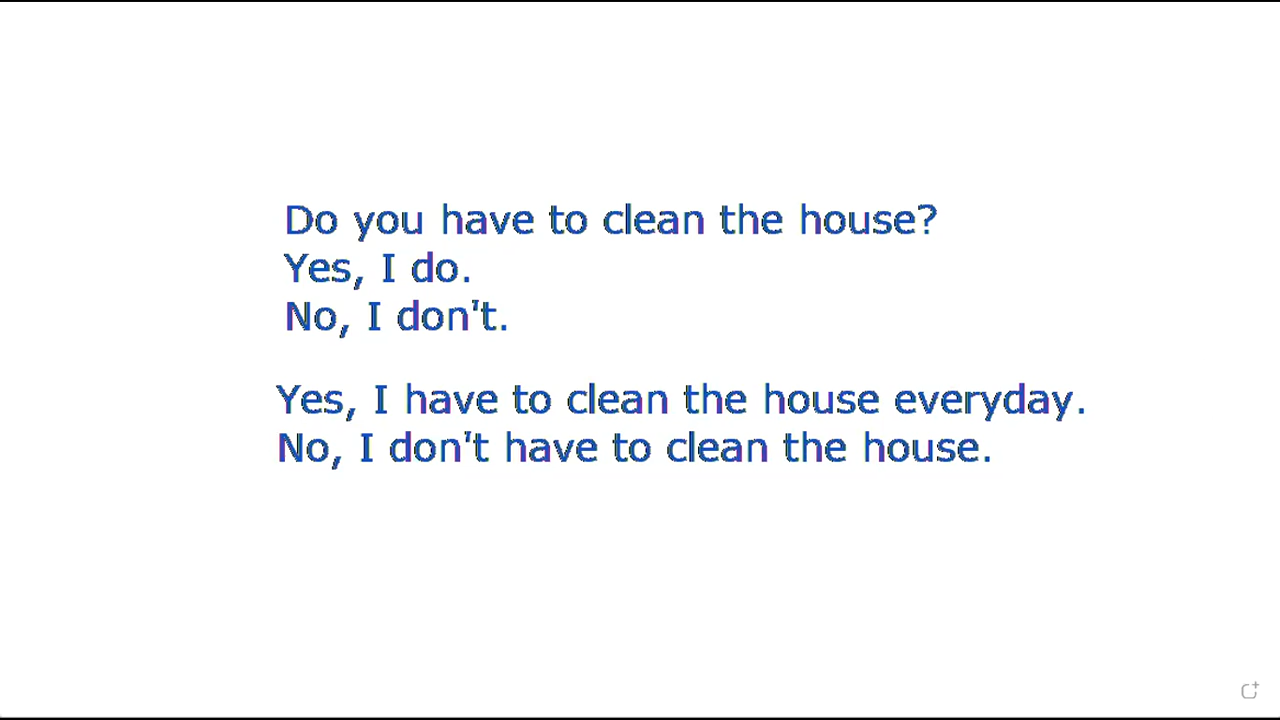 Do you have to clean the house?
Yes, I do.
No, I don't.
Yes, I have to clean the house everyday.
No, I don't have to clean the house.